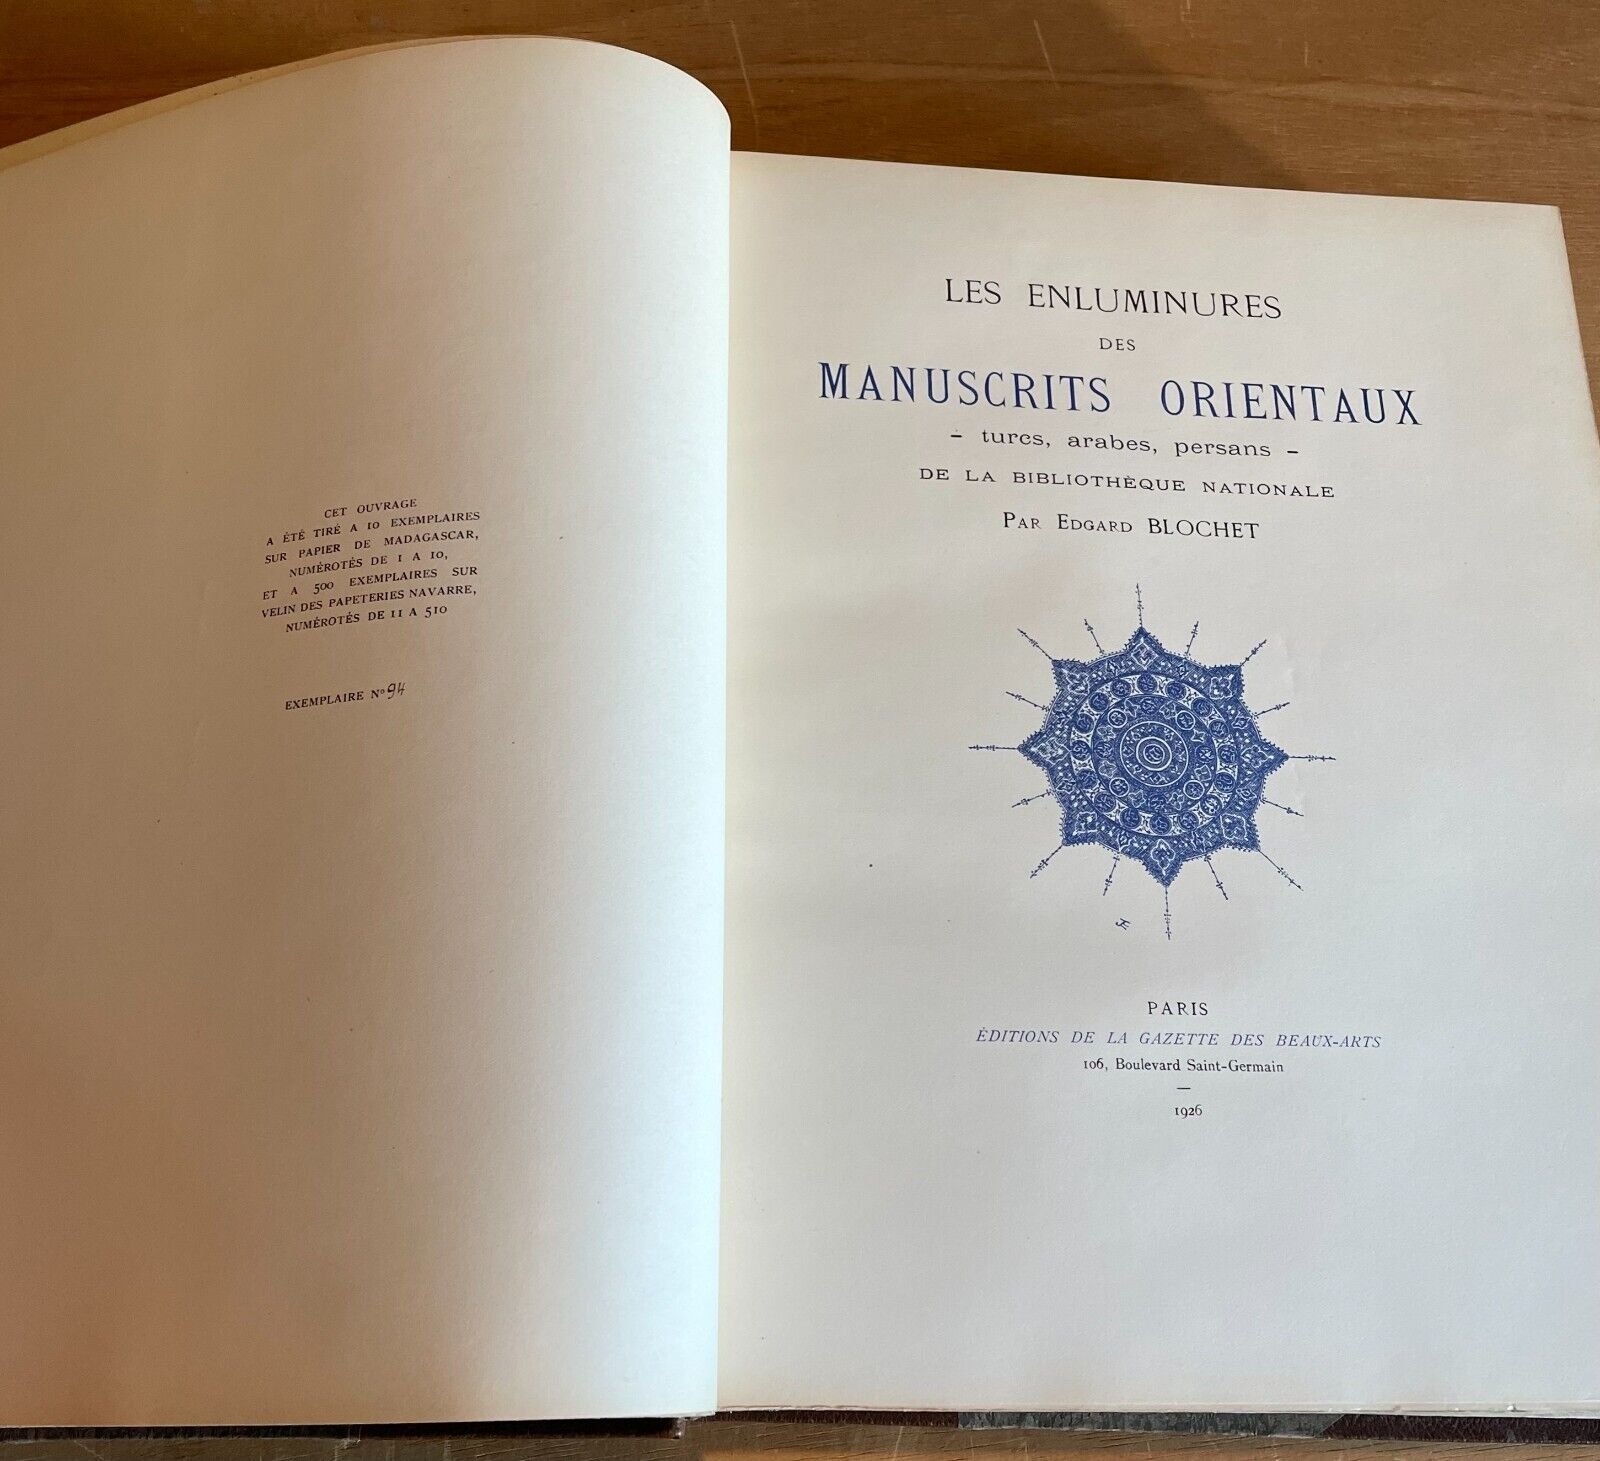 CET OUVRAGE
A ÉTÉ TIRÉ A 10 EXEMPLAIRES
SUR PAPIER DE MADAGASCAR,
NUMÉROTÉS DE 1 A 10,
ET A 500 EXEMPLAIRES SUR
VELIN DES PAPETERIES NAVARRE,
NUMÉROTÉS DE 11 A 510
EXEMPLAIRE Nº 94
LES ENLUMINURES
DES
MANUSCRITS ORIENTAUX
- turcs, arabes, persans -
DE LA BIBLIOTHÈQUE NATIONALE
PAR EDGARD BLOCHET
PARIS
ÉDITIONS DE LA GAZETTE DES BEAUX-ARTS
106, Boulevard Saint-Germain
—
1926